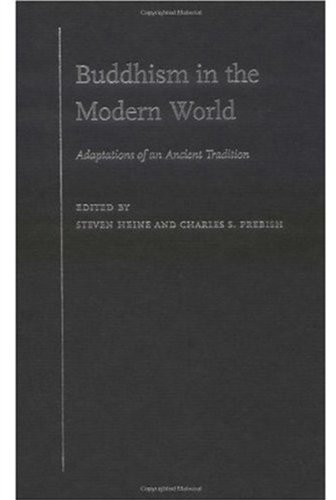 Buddhism in the
Modern World
Adaptations of an Ancient Tradition
EDITED BY
STEVEN HEINE AND CHARLES S. PREBISH